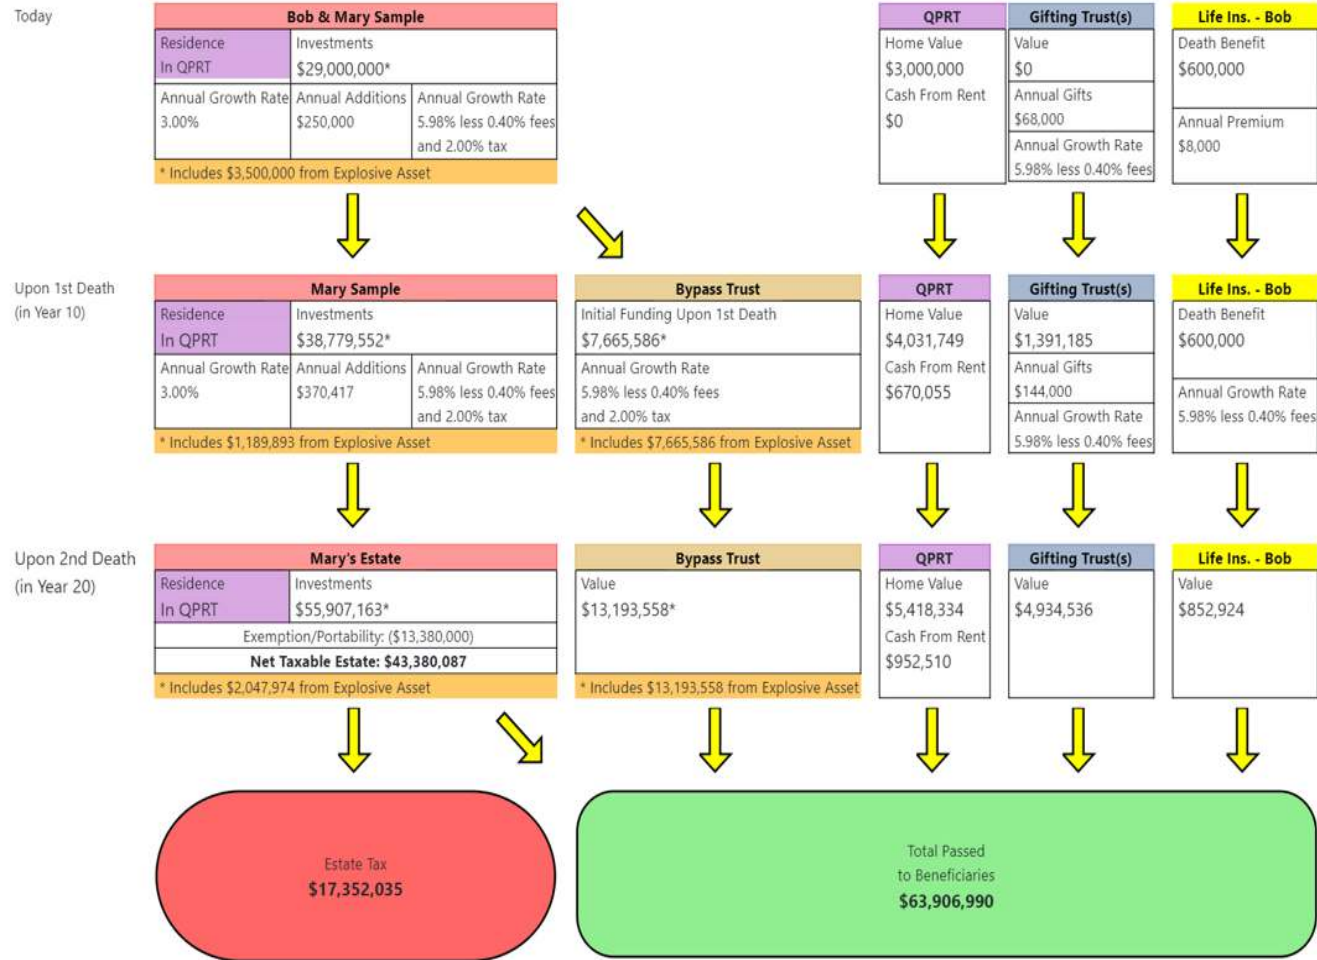 Today
Bob & Mary Sample
Residence
In QPRT
Investments
$29,000,000*
Annual Growth Rate
3.00%
Annual Additions
$250,000
Annual Growth Rate
5.98% less 0.40% fees
and 2.00% tax
* Includes $3,500,000 from Explosive Asset
QPRT
Home Value
$3,000,000
Cash From Rent
$0
Gifting Trust(s)
Value
$0
Annual Gifts
$68,000
Annual Growth Rate
5.98% less 0.40% fees
Life Ins. - Bob
Death Benefit
$600,000
Annual Premium
$8,000
Upon 1st Death
(in Year 10)
Mary Sample
Residence
In QPRT
Investments
$38,779,552*
Annual Growth Rate
3.00%
Annual Additions
$370,417
Annual Growth Rate
5.98% less 0.40% fees
and 2.00% tax
* Includes $1,189,893 from Explosive Asset
Bypass Trust
Initial Funding Upon 1st Death
$7,665,586*
Annual Growth Rate
5.98% less 0.40% fees
and 2.00% tax
* Includes $7,665,586 from Explosive Asset
QPRT
Home Value
$4,031,749
Cash From Rent
$670,055
Gifting Trust(s)
Value
$1,391,185
Annual Gifts
$144,000
Annual Growth Rate
5.98% less 0.40% fees
Life Ins. - Bob
Death Benefit
$600,000
Annual Growth Rate
5.98% less 0.40% fees
Upon 2nd Death
(in Year 20)
Mary's Estate
Residence
In QPRT
Investments
$55,907,163*
Exemption/Portability: ($13,380,000)
Net Taxable Estate: $43,380,087
* Includes $2,047,974 from Explosive Asset
Bypass Trust
Value
$13,193,558*
* Includes $13,193,558 from Explosive Asset
QPRT
Home Value
$5,418,334
Cash From Rent
$952,510
Gifting Trust(s)
Value
$4,934,536
Life Ins. - Bob
Value
$852,924
Estate Tax
$17,352,035
Total Passed
to Beneficiaries
$63,906,990